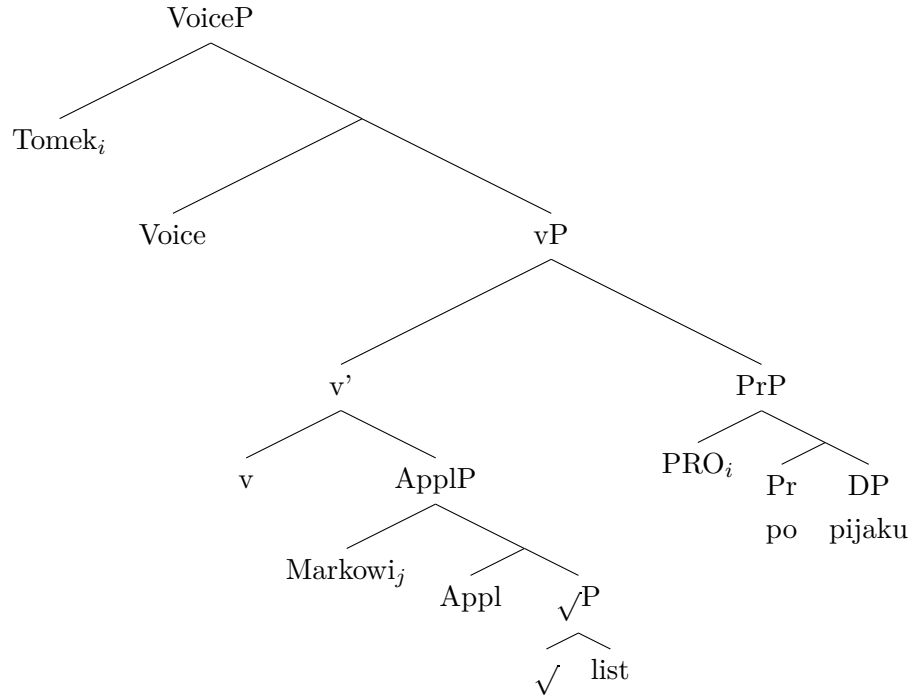 VoiceP
Tomekᵢ
Voice vP
v' PrP
v ApplP PROᵢ Pr DP
po pijaku
Markowiⱼ Appl √P
√ list